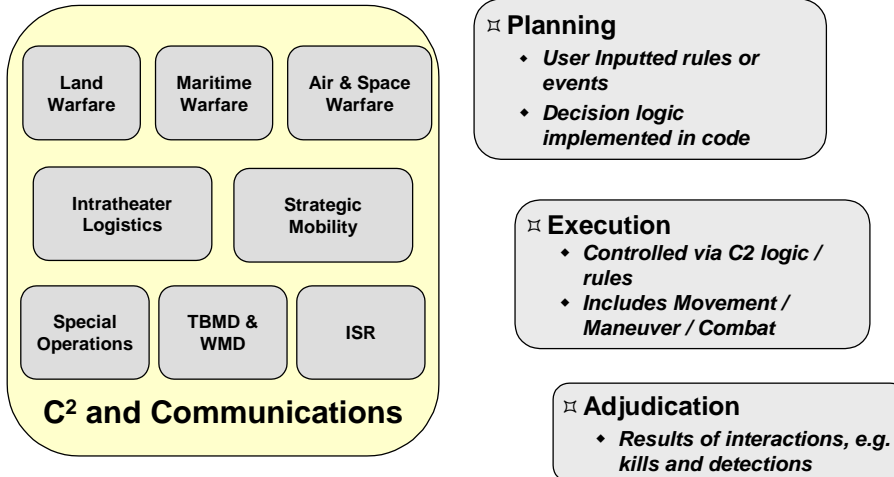 Land
Warfare
Maritime
Warfare
Air & Space
Warfare
Intratheater
Logistics
Strategic
Mobility
Special
Operations
TBMD &
WMD
ISR
C² and Communications
¤ Planning
• User Inputted rules or
events
• Decision logic
implemented in code
¤ Execution
• Controlled via C2 logic /
rules
• Includes Movement /
Maneuver / Combat
¤ Adjudication
• Results of interactions, e.g.
kills and detections